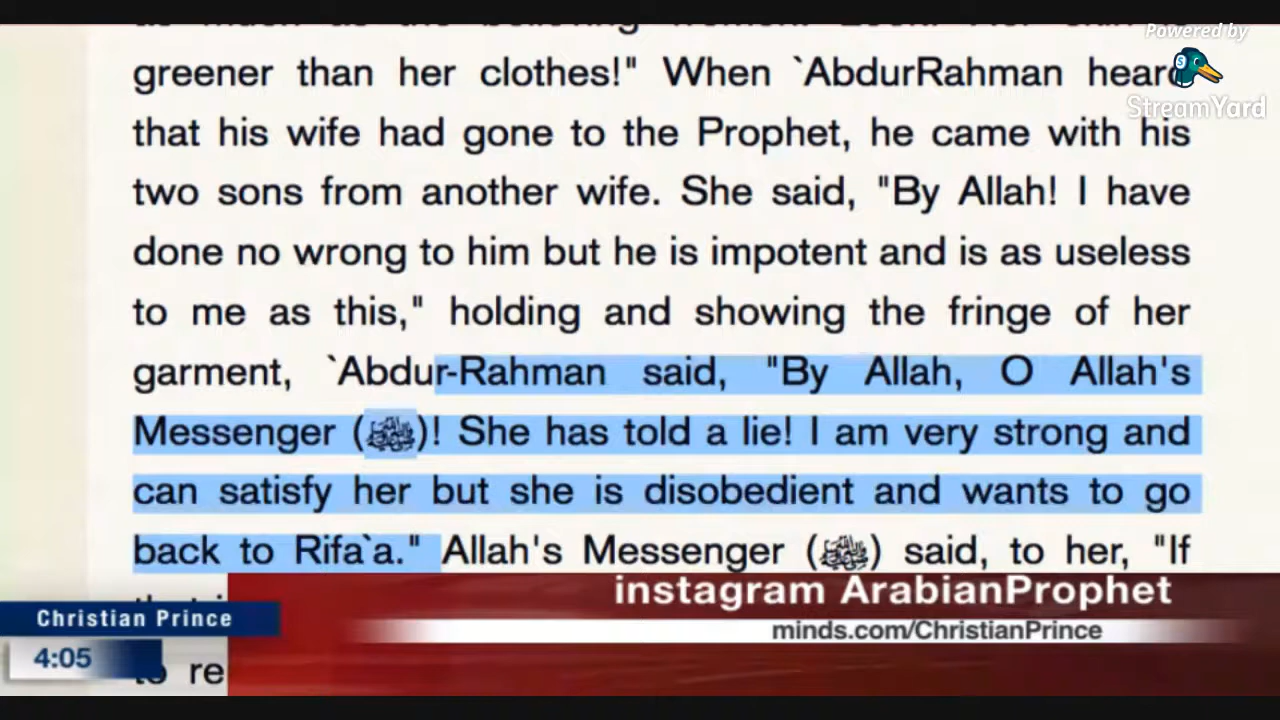 Powered by
StreamYard
greener than her clothes!" When `AbdurRahman heard
that his wife had gone to the Prophet, he came with his
two sons from another wife. She said, "By Allah! I have
done no wrong to him but he is impotent and is as useless
to me as this," holding and showing the fringe of her
garment, `Abdur-Rahman said, "By Allah, O Allah's
Messenger (ﷺ)! She has told a lie! I am very strong and
can satisfy her but she is disobedient and wants to go
back to Rifa`a." Allah's Messenger (ﷺ) said, to her, "If
to re
instagram ArabianProphet
minds.com/ChristianPrince
Christian Prince
4:05